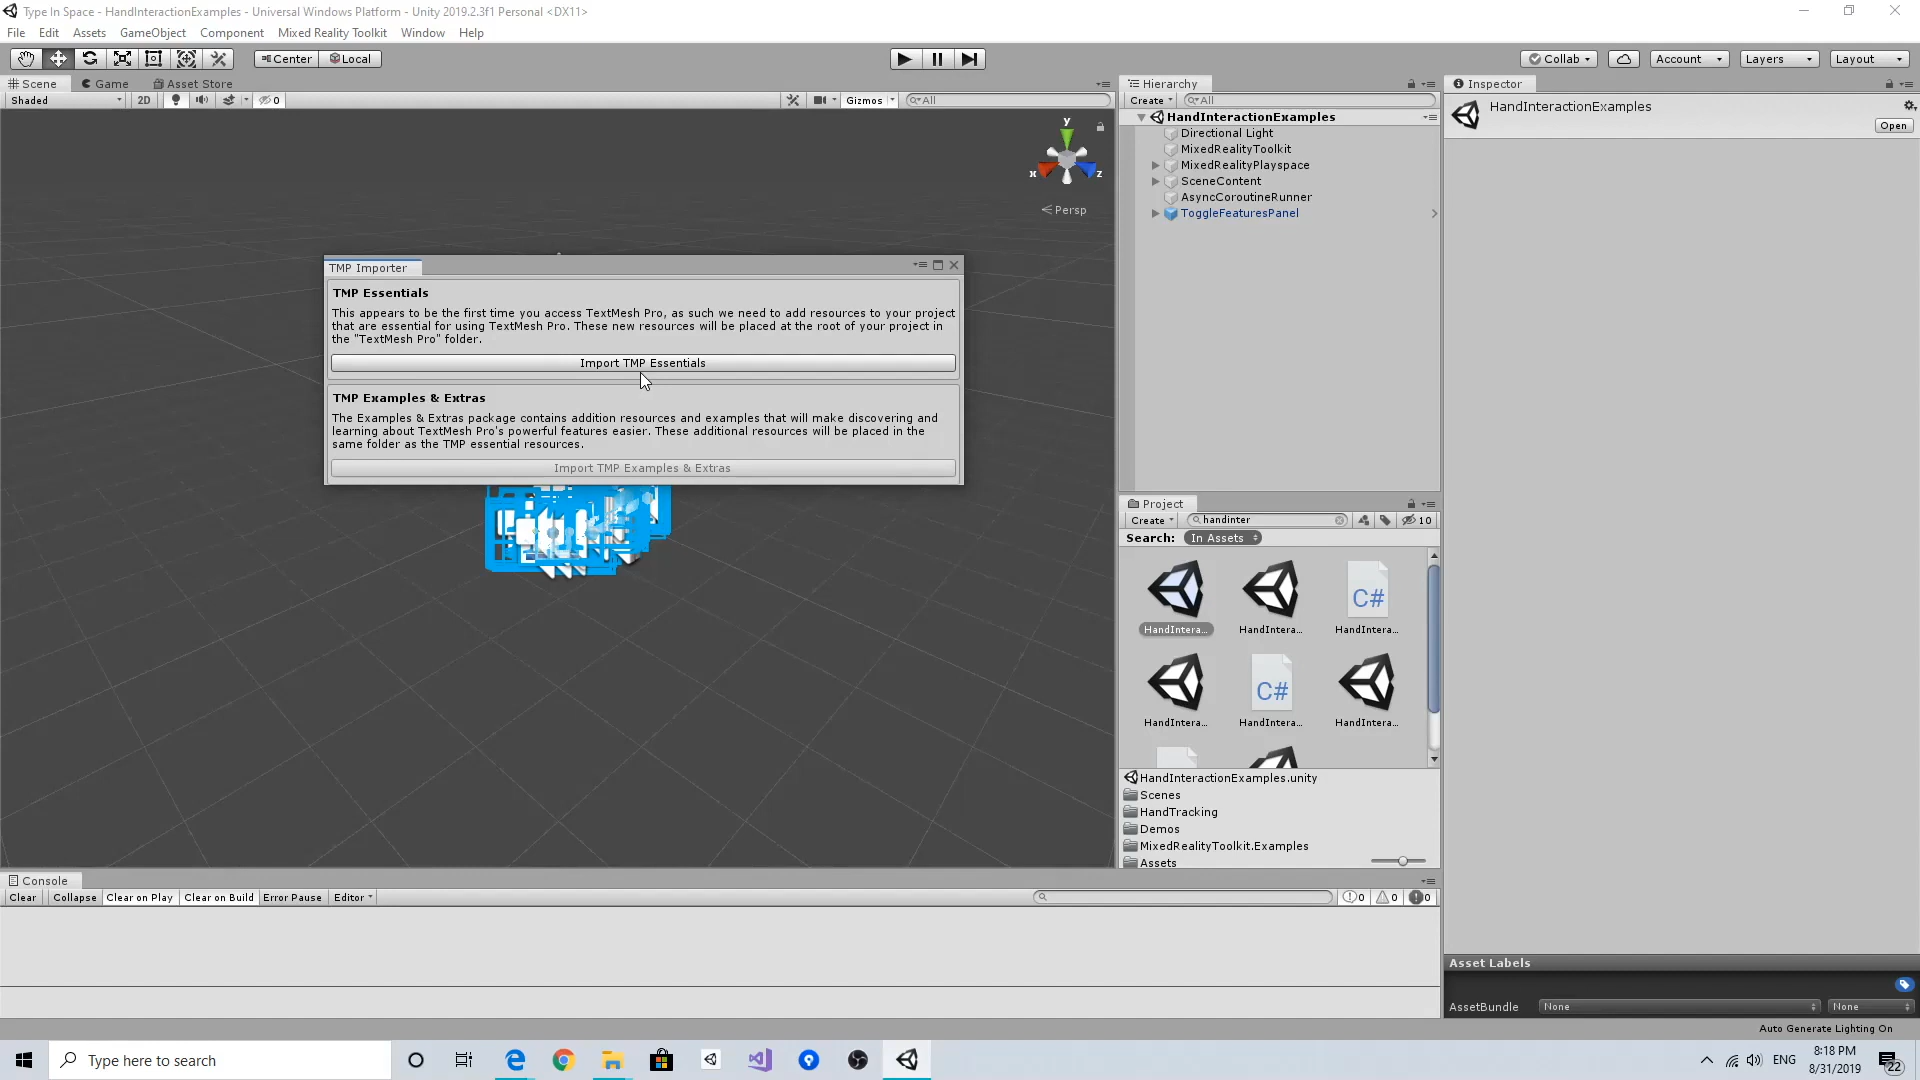 Type In Space - HandInteractionExamples - Universal Windows Platform - Unity 2019.2.3f1 Personal <DX11>
File Edit Assets GameObject Component Mixed Reality Toolkit Window Help
Center Local
Collab Account Layers Layout
Scene Game Asset Store
Shaded 2D 0 Gizmos All
y
x z
Persp
TMP Importer
TMP Essentials
This appears to be the first time you access TextMesh Pro, as such we need to add resources to your project
that are essential for using TextMesh Pro. These new resources will be placed at the root of your project in
the "TextMesh Pro" folder.
Import TMP Essentials
TMP Examples & Extras
The Examples & Extras package contains addition resources and examples that will make discovering and
learning about TextMesh Pro's powerful features easier. These additional resources will be placed in the
same folder as the TMP essential resources.
Import TMP Examples & Extras
Hierarchy
Create All
HandInteractionExamples
Directional Light
MixedRealityToolkit
MixedRealityPlayspace
SceneContent
AsyncCoroutineRunner
ToggleFeaturesPanel
Project
Create handinter 10
Search: In Assets
C#
HandIntera... HandIntera... HandIntera...
C#
HandIntera... HandIntera... HandIntera...
HandInteractionExamples.unity
Scenes
HandTracking
Demos
MixedRealityToolkit.Examples
Assets
Inspector
HandInteractionExamples
Open
Asset Labels
AssetBundle None None
Console
Clear Collapse Clear on Play Clear on Build Error Pause Editor 0 0 0
Auto Generate Lighting On
Type here to search
ENG
8:18 PM
8/31/2019
22